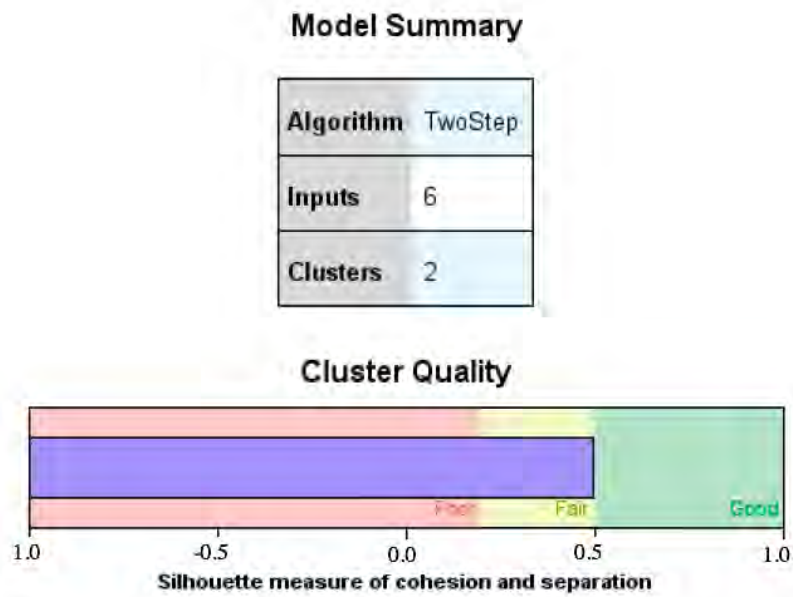 Model Summary
Algorithm TwoStep
Inputs 6
Clusters 2
Cluster Quality
Poor Fair Good
1.0 -0.5 0.0 0.5 1.0
Silhouette measure of cohesion and separation